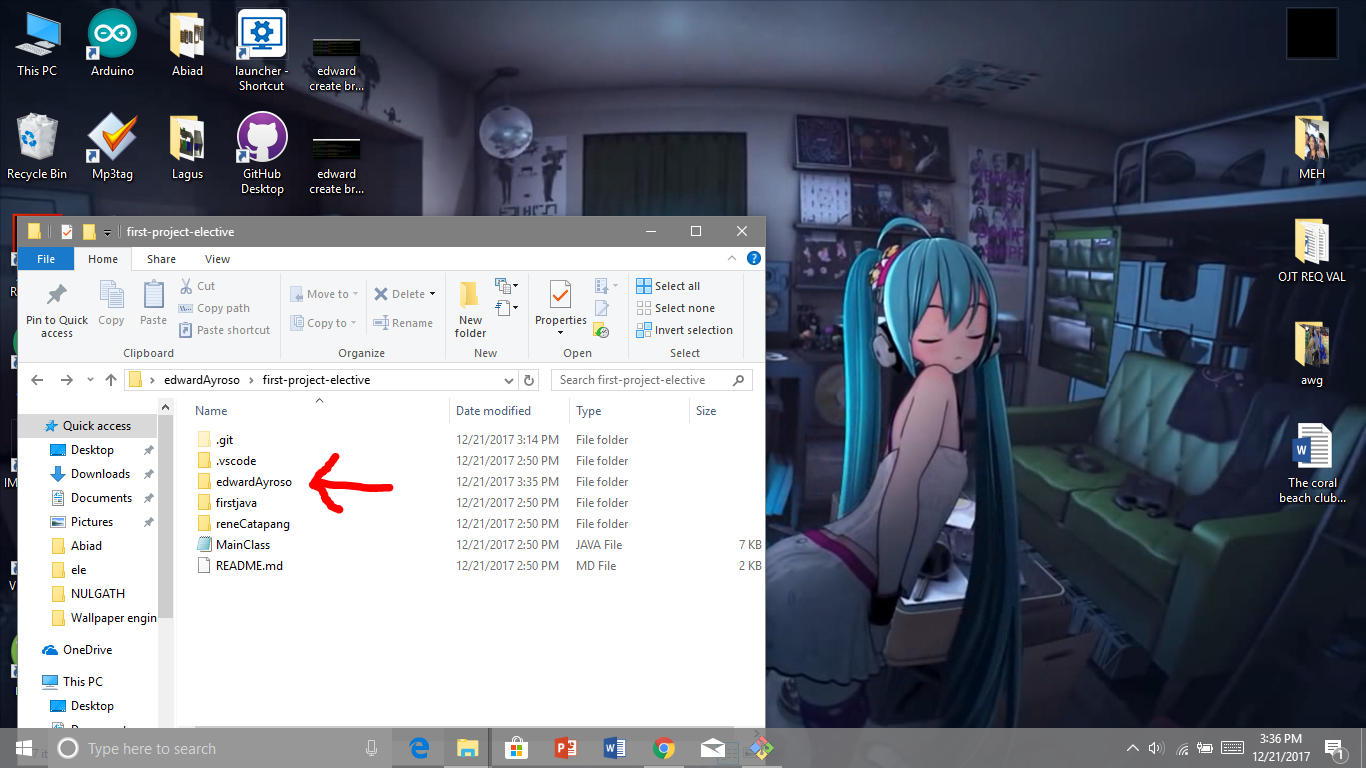 This PC
Arduino
Abiad
launcher -
Shortcut
edward
create br...
Recycle Bin
Mp3tag
Lagus
GitHub
Desktop
edward
create br...
MEH
OJT REQ VAL
awg
The coral
beach club...
first-project-elective
File
Home
Share
View
Pin to Quick
access
Copy
Paste
Cut
Copy path
Paste shortcut
Clipboard
Move to
Copy to
Delete
Rename
Organize
New
folder
New
Properties
Open
Select all
Select none
Invert selection
Select
edwardAyroso
first-project-elective
Search first-project-elective
Name
Date modified
Type
Size
.git 12/21/2017 3:14 PM File folder
.vscode 12/21/2017 2:50 PM File folder
edwardAyroso 12/21/2017 3:35 PM File folder
firstjava 12/21/2017 2:50 PM File folder
reneCatapang 12/21/2017 2:50 PM File folder
MainClass 12/21/2017 2:50 PM JAVA File 7 KB
README.md 12/21/2017 2:50 PM MD File 2 KB
Quick access
Desktop
Downloads
Documents
Pictures
Abiad
ele
NULGATH
Wallpaper engin
OneDrive
This PC
Desktop
Type here to search
3:36 PM
12/21/2017
1